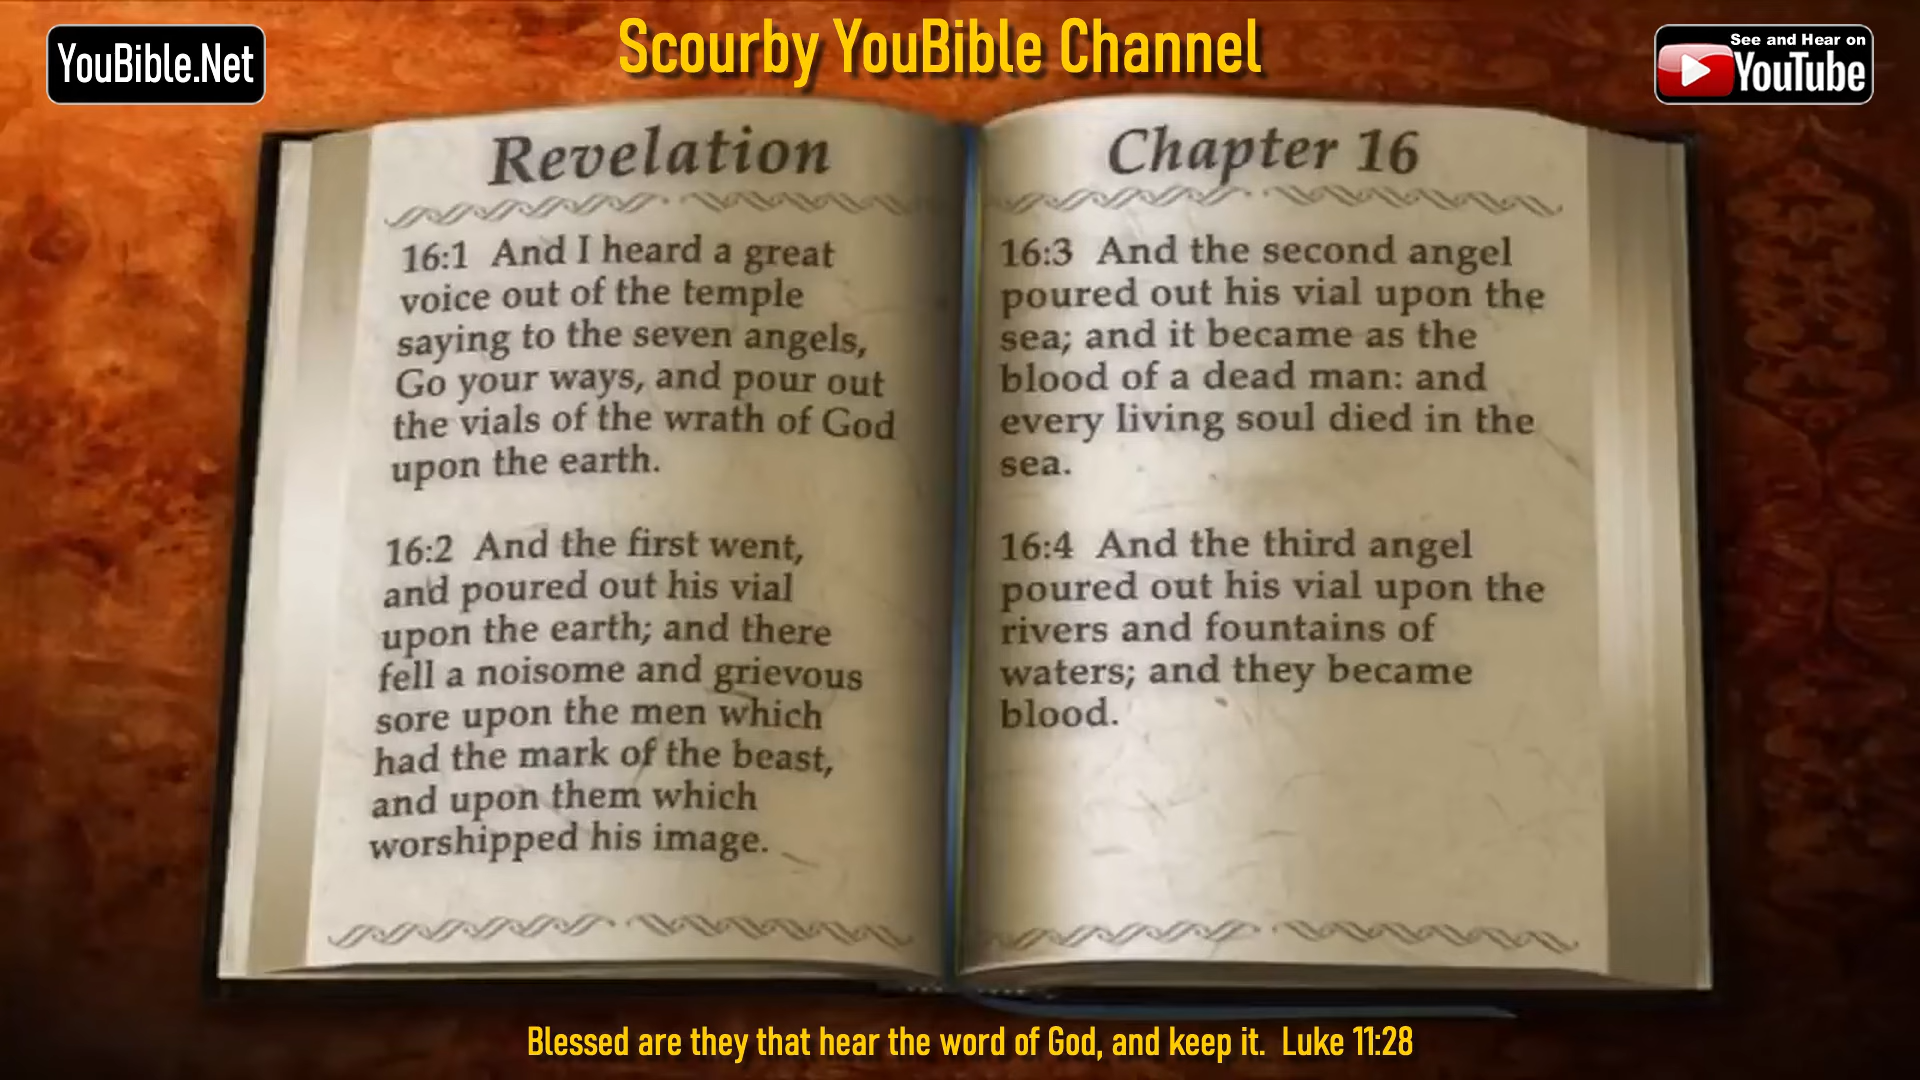 Scourby YouBible Channel
YouBible.Net
See and Hear on
YouTube
Revelation
16:1 And I heard a great
voice out of the temple
saying to the seven angels,
Go your ways, and pour out
the vials of the wrath of God
upon the earth.
16:2 And the first went,
and poured out his vial
upon the earth; and there
fell a noisome and grievous
sore upon the men which
had the mark of the beast,
and upon them which
worshipped his image.
Chapter 16
16:3 And the second angel
poured out his vial upon the
sea; and it became as the
blood of a dead man: and
every living soul died in the
sea.
16:4 And the third angel
poured out his vial upon the
rivers and fountains of
waters; and they became
blood.
Blessed are they that hear the word of God, and keep it. Luke 11:28